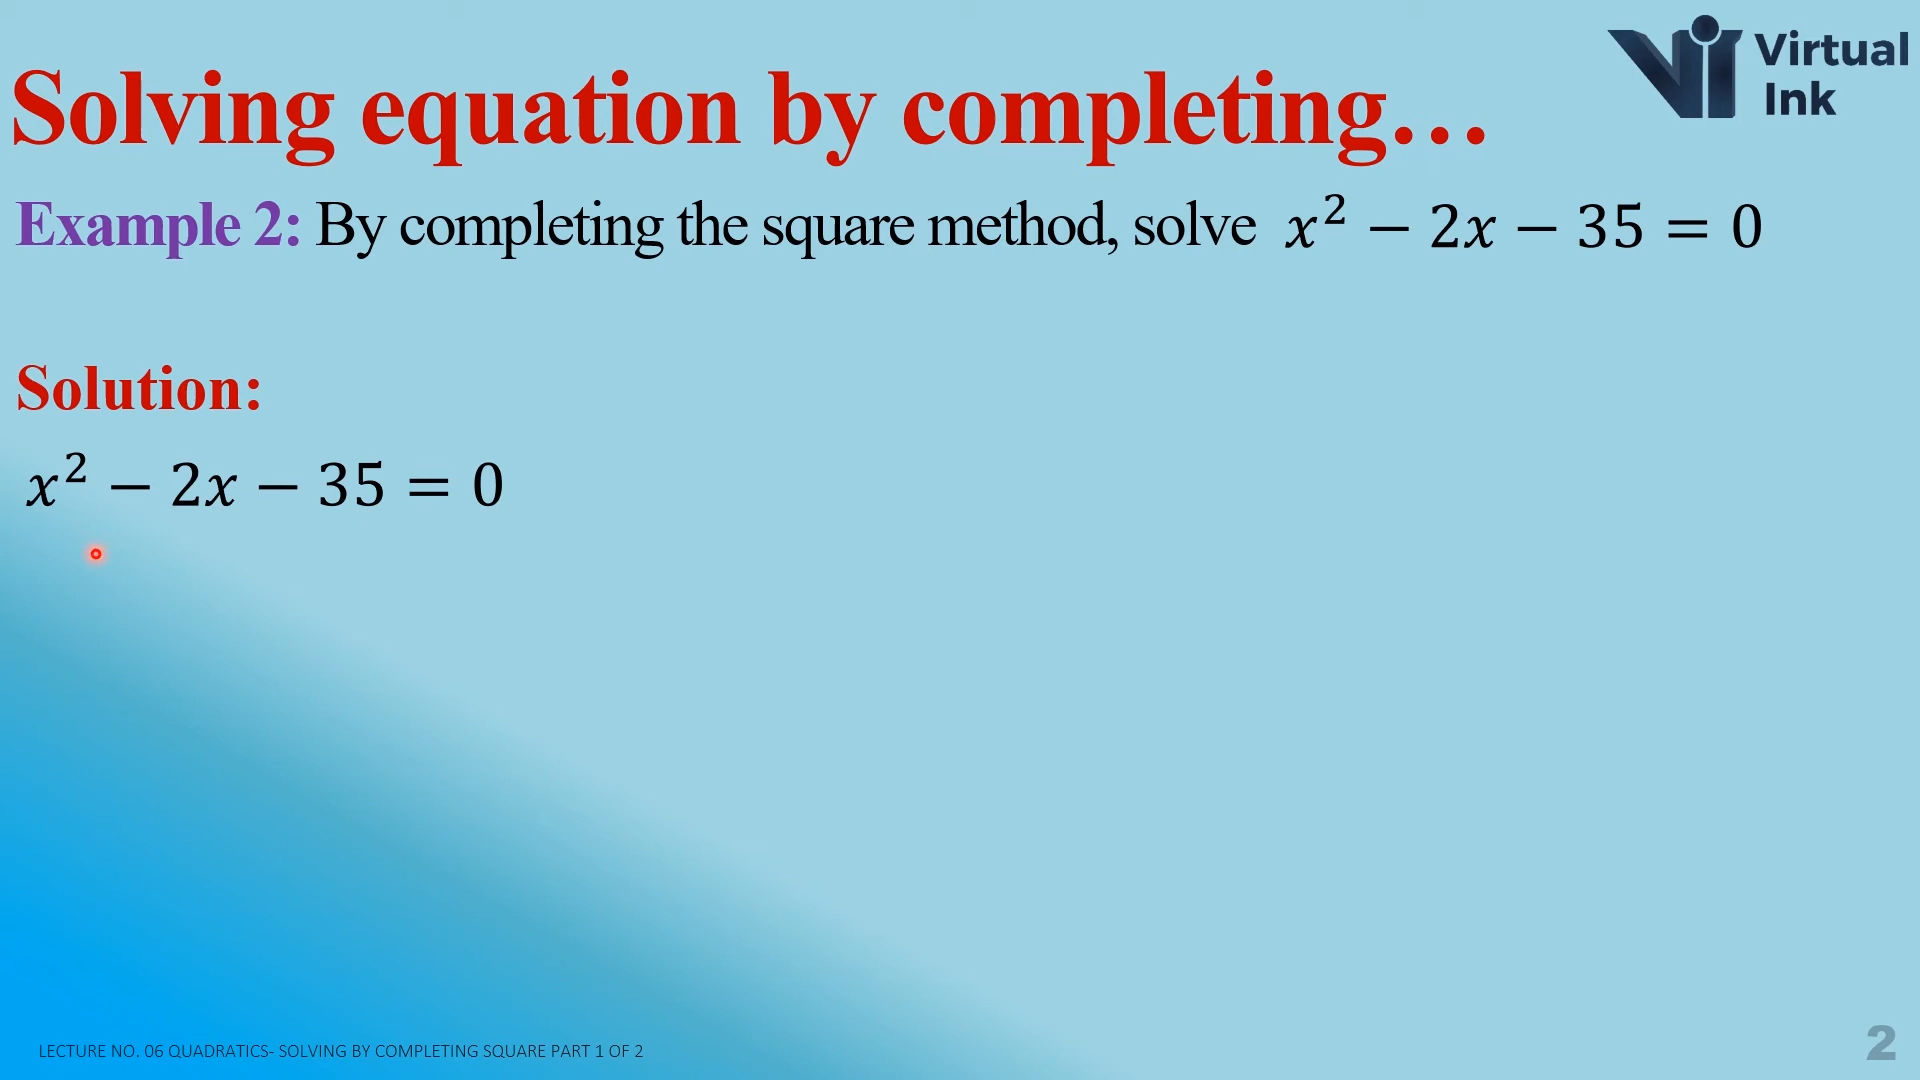 Virtual
Ink
Solving equation by completing…
Example 2: By completing the square method, solve x² − 2x − 35 = 0
Solution:
x² − 2x − 35 = 0
LECTURE NO. 06 QUADRATICS- SOLVING BY COMPLETING SQUARE PART 1 OF 2
2